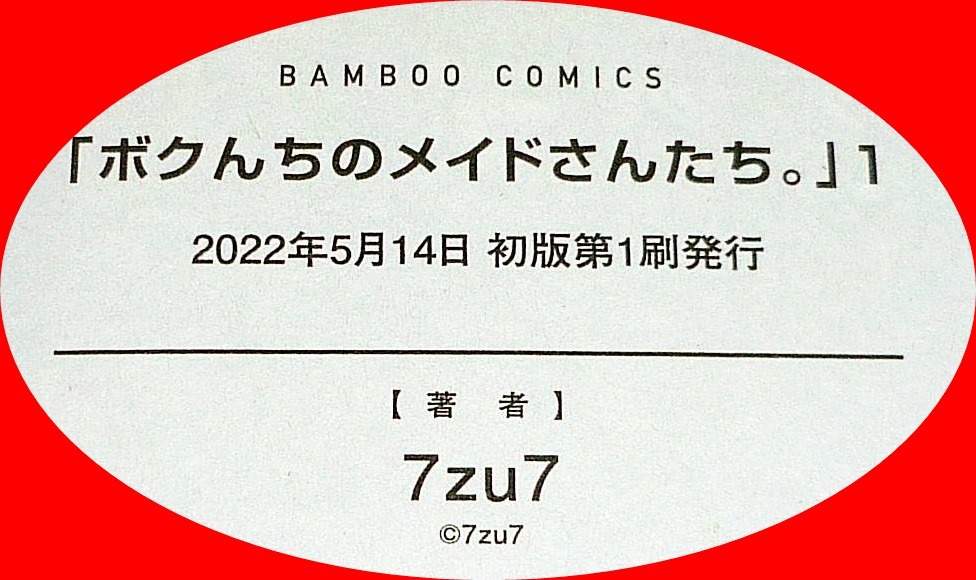 BAMBOO COMICS
「ボクんちのメイドさんたち。」1
2022年5月14日 初版第1刷発行
【著 者】
7zu7
©7zu7